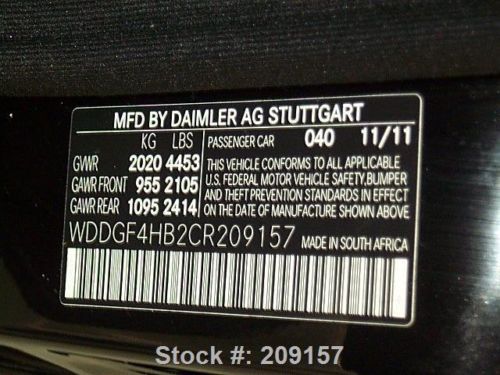 MFD BY DAIMLER AG STUTTGART
KG LBS PASSENGER CAR 040 11/11
GVWR 2020 4453 THIS VEHICLE CONFORMS TO ALL APPLICABLE
GAWR FRONT 955 2105 U.S. FEDERAL MOTOR VEHICLE SAFETY,BUMPER
GAWR REAR 1095 2414 AND THEFT PREVENTION STANDARDS IN EFFECT
ON THE DATE OF MANUFACTURE SHOWN ABOVE.
WDDGF4HB2CR209157 MADE IN SOUTH AFRICA
Stock #: 209157